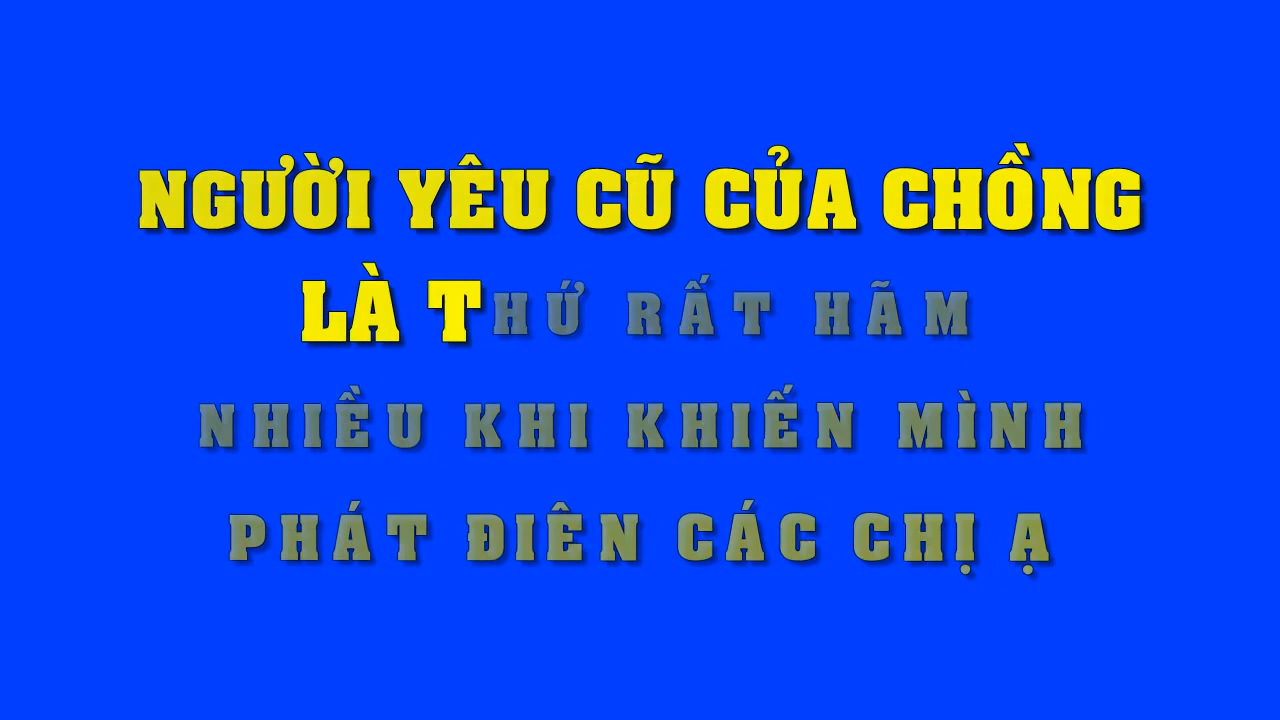 NGƯỜI YÊU CŨ CỦA CHỒNG
LÀ THỨ RẤT HÃM
NHIỀU KHI KHIẾN MÌNH
PHÁT ĐIÊN CÁC CHỊ Ạ